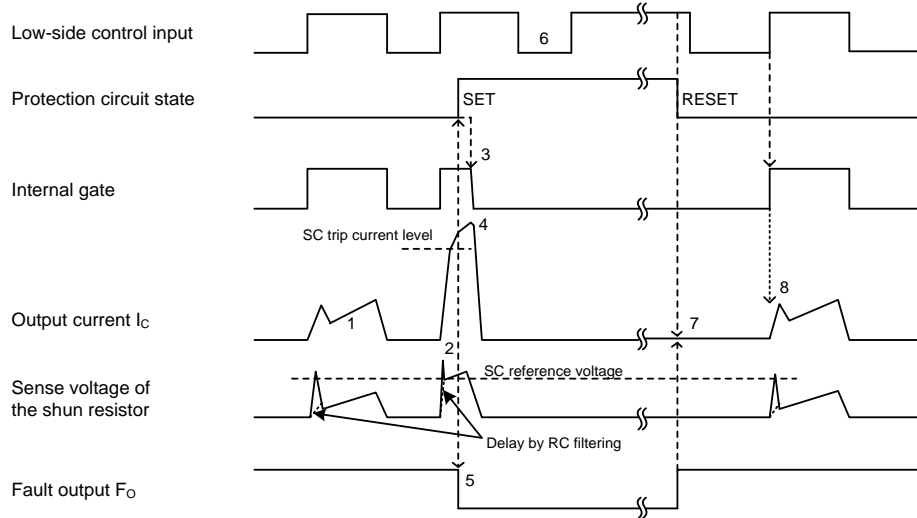 Low-side control input
6
Protection circuit state
SET
RESET
3
Internal gate
SC trip current level
4
Output current IC
1
7
8
2
SC reference voltage
Sense voltage of
the shun resistor
Delay by RC filtering
5
Fault output FO